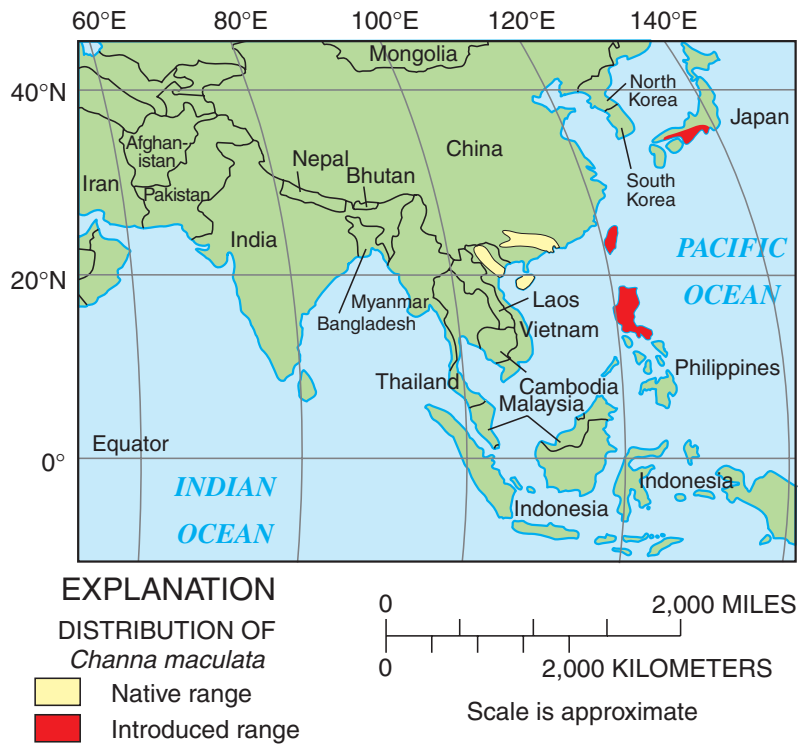 60°E 80°E 100°E 120°E 140°E
Mongolia
40°N
North
Korea
Japan
Afghan-
istan
China
Nepal
Bhutan
South
Korea
Iran
Pakistan
India
PACIFIC
OCEAN
20°N
Myanmar
Laos
Bangladesh
Vietnam
Thailand
Philippines
Cambodia
Malaysia
Equator
0°
INDIAN
OCEAN
Indonesia
Indonesia
EXPLANATION
DISTRIBUTION OF
Channa maculata
Native range
Introduced range
0 2,000 MILES
0 2,000 KILOMETERS
Scale is approximate